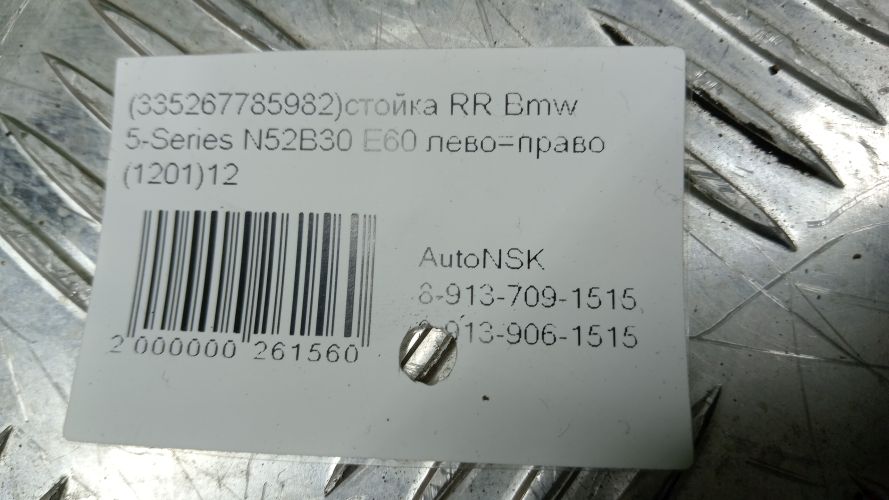 (335267785982)стойка RR Bmw
5-Series N52B30 E60 лево=право
(1201)12
AutoNSK
8-913-709-1515
-913-906-1515
2 000000 261560